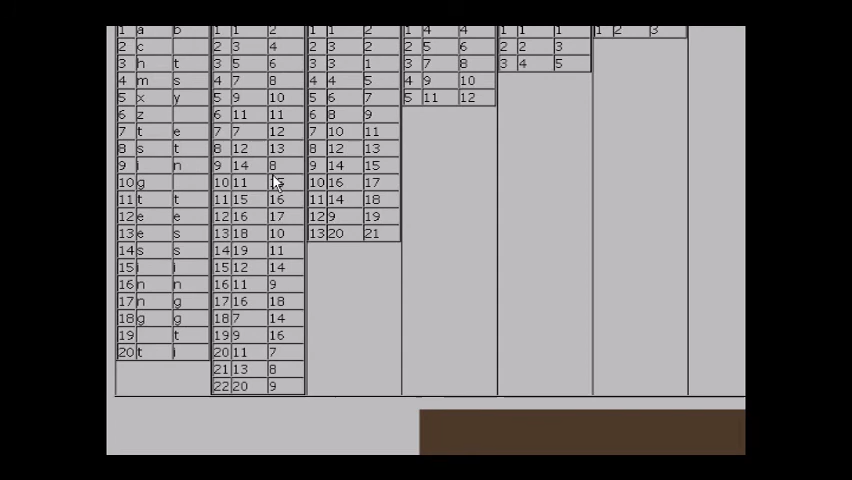 1 a b 1 1 2 1 1 2 1 4 4 1 1 1 1 2 3
2 c 2 3 4 2 3 2 2 5 6 2 2 3
3 h t 3 5 6 3 3 1 3 7 8 3 4 5
4 m s 4 7 8 4 4 5 4 9 10
5 x y 5 9 10 5 6 7 5 11 12
6 z 6 11 11 6 8 9
7 t e 7 7 12 7 10 11
8 s t 8 12 13 8 12 13
9 i n 9 14 8 9 14 15
10 g 10 11 15 10 16 17
11 t t 11 15 16 11 14 18
12 e e 12 16 17 12 9 19
13 e s 13 18 10 13 20 21
14 s s 14 19 11
15 i i 15 12 14
16 n n 16 11 9
17 n g 17 16 18
18 g g 18 7 14
19 t 19 9 16
20 t i 20 11 7
21 13 8
22 20 9